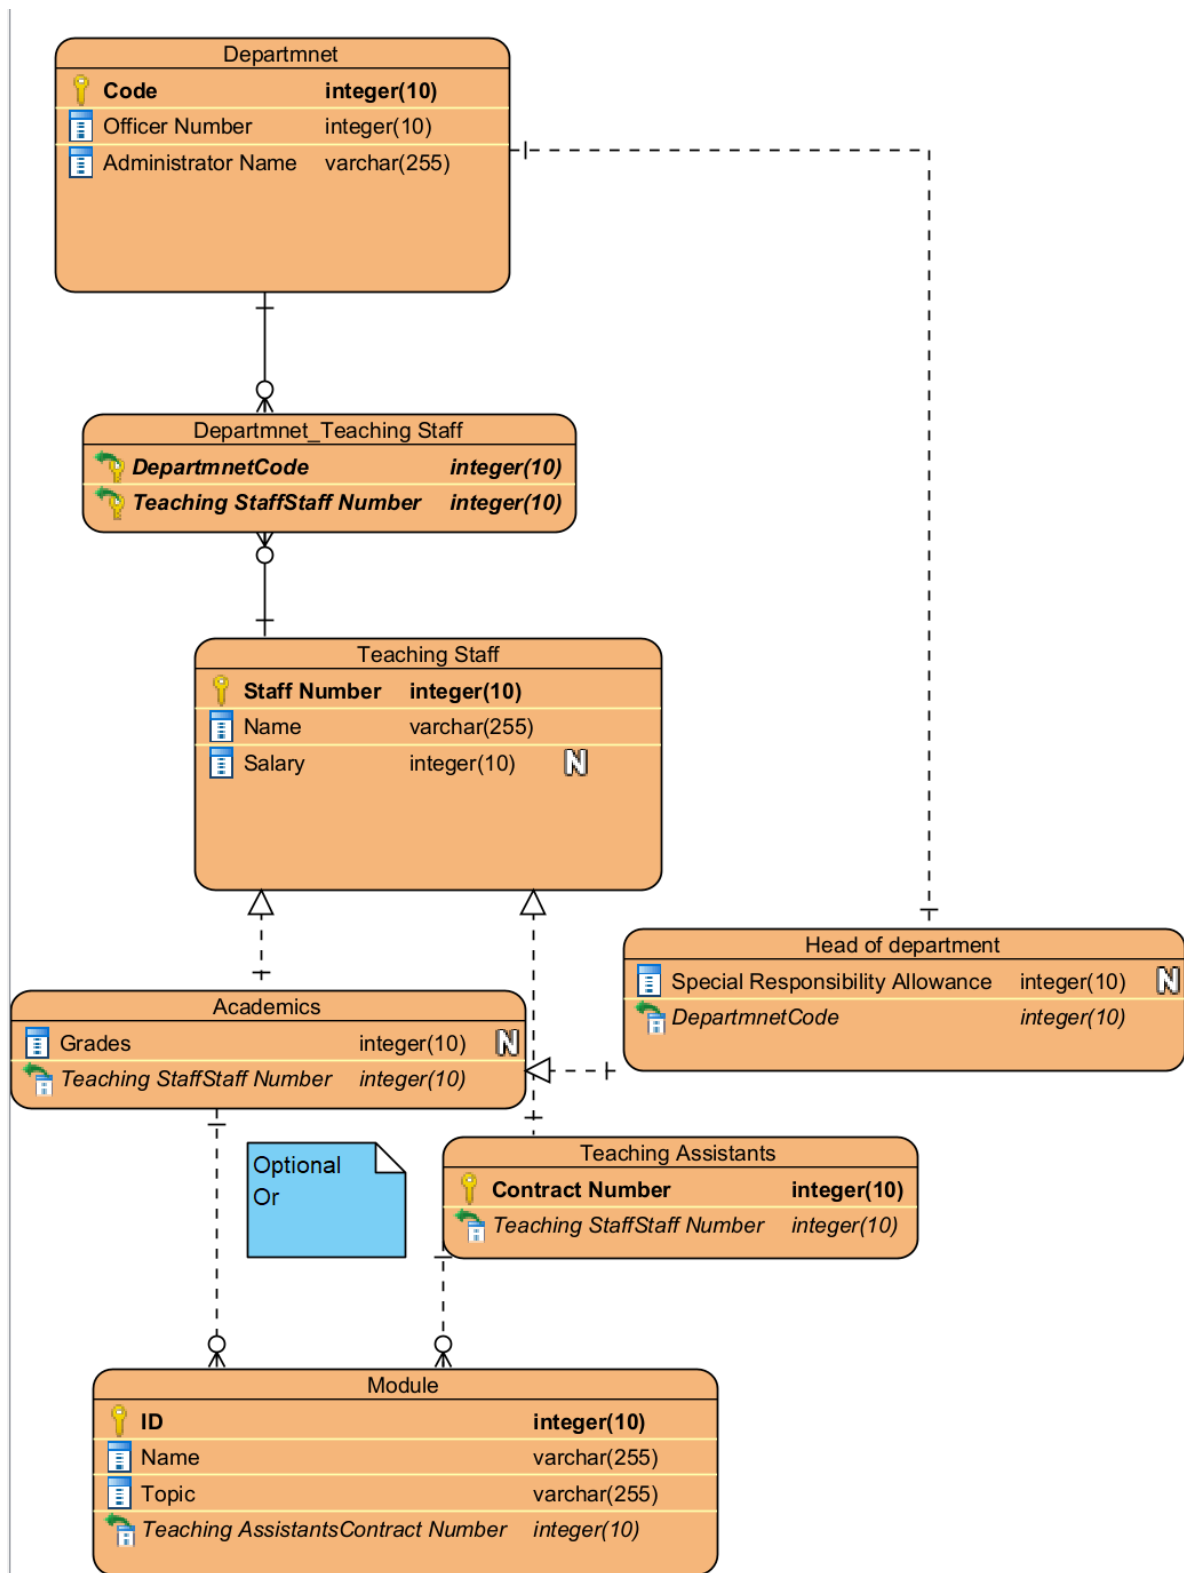 Departmnet
Code integer(10)
Officer Number integer(10)
Administrator Name varchar(255)
Departmnet_Teaching Staff
DepartmnetCode integer(10)
Teaching StaffStaff Number integer(10)
Teaching Staff
Staff Number integer(10)
Name varchar(255)
Salary integer(10) N
Head of department
Special Responsibility Allowance integer(10) N
DepartmnetCode integer(10)
Academics
Grades integer(10) N
Teaching StaffStaff Number integer(10)
Optional
Or
Teaching Assistants
Contract Number integer(10)
Teaching StaffStaff Number integer(10)
Module
ID integer(10)
Name varchar(255)
Topic varchar(255)
Teaching AssistantsContract Number integer(10)